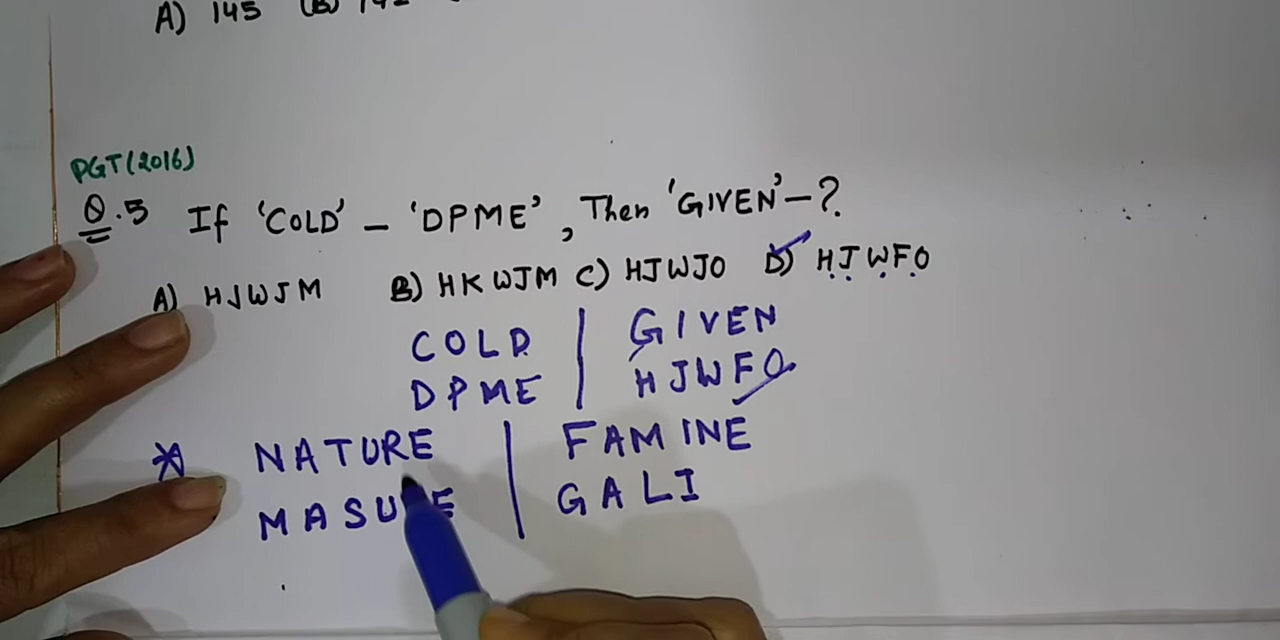 A) 145 (B)
PGT(2016)
Q.5 If 'COLD' - 'DPME', Then 'GIVEN' - ?
A) HJWJM B) HKWJM C) HJWJO D) HJWFO
COLD | GIVEN
DPME | HJWFO
NATURE | FAMINE
GALI